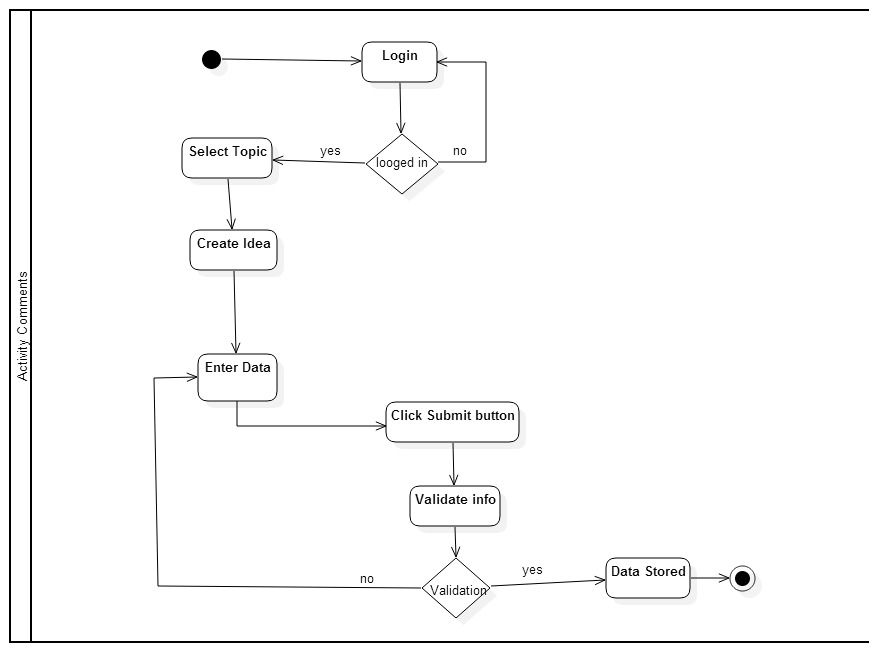 Login
yes
looged in
no
Select Topic
Create Idea
Activity Comments
Enter Data
Click Submit button
Validate info
no
Validation
yes
Data Stored